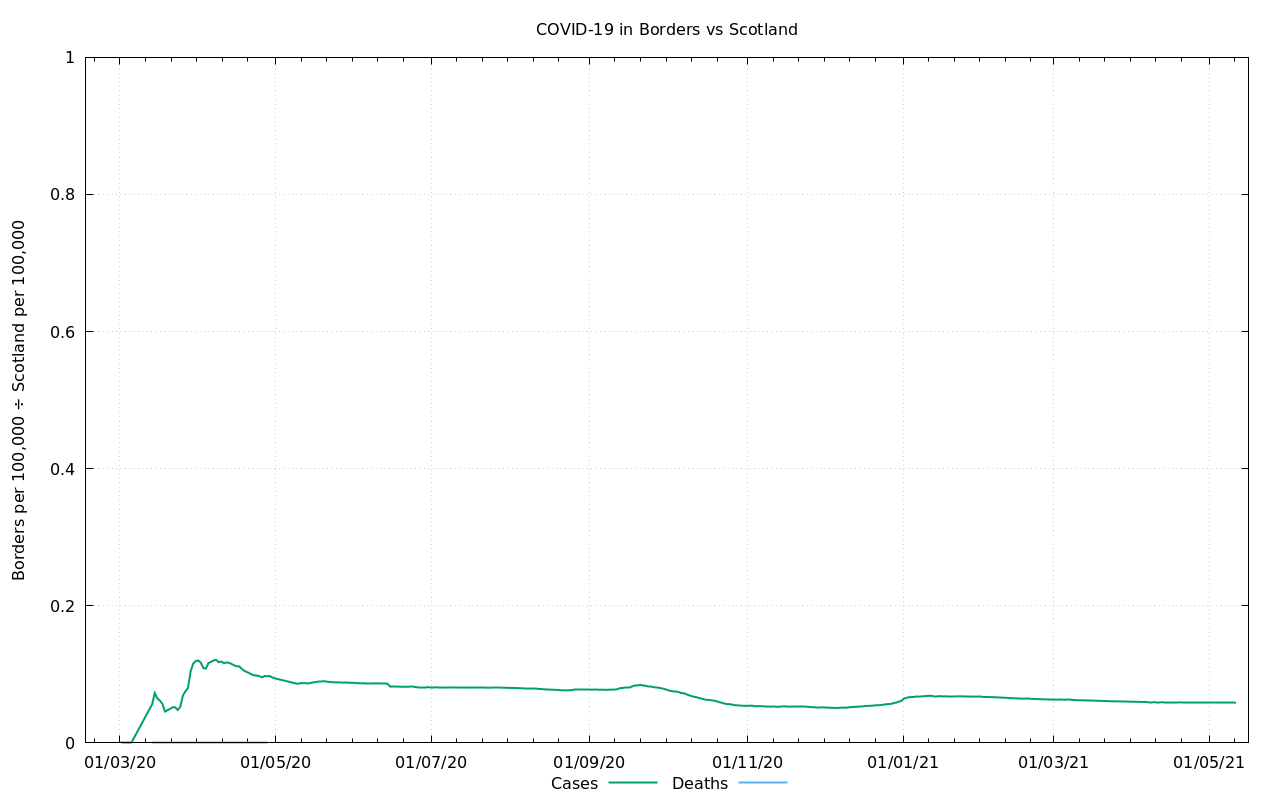 COVID-19 in Borders vs Scotland
Borders per 100,000 ÷ Scotland per 100,000
1
0.8
0.6
0.4
0.2
0
01/03/20 01/05/20 01/07/20 01/09/20 01/11/20 01/01/21 01/03/21 01/05/21
Cases Deaths